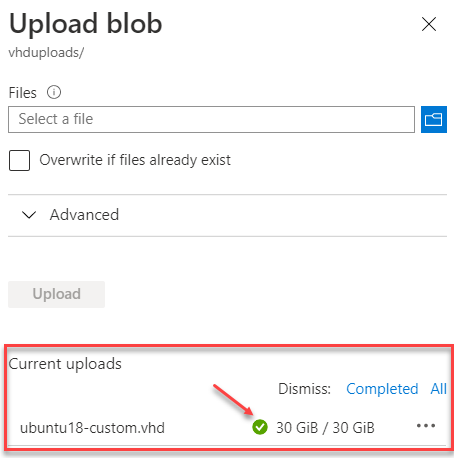 Upload blob
vhduploads/
Files
Select a file
Overwrite if files already exist
Advanced
Upload
Current uploads
Dismiss: Completed All
ubuntu18-custom.vhd 30 GiB / 30 GiB